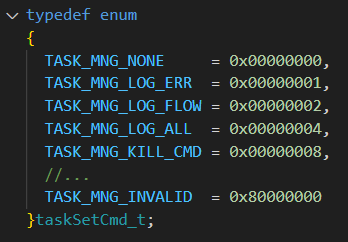 typedef enum
{
TASK_MNG_NONE = 0x00000000,
TASK_MNG_LOG_ERR = 0x00000001,
TASK_MNG_LOG_FLOW = 0x00000002,
TASK_MNG_LOG_ALL = 0x00000004,
TASK_MNG_KILL_CMD = 0x00000008,
//...
TASK_MNG_INVALID = 0x80000000
}taskSetCmd_t;